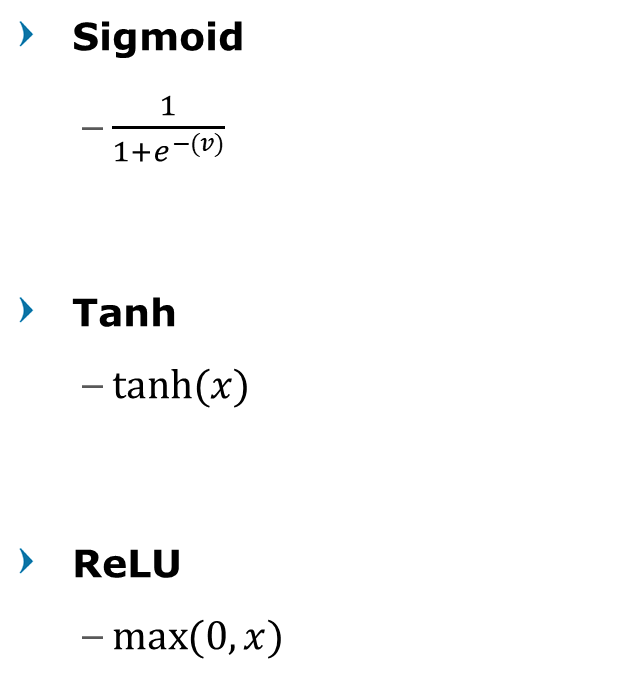 Sigmoid
– 1/(1+e^−(v))
Tanh
– tanh(x)
ReLU
– max(0, x)